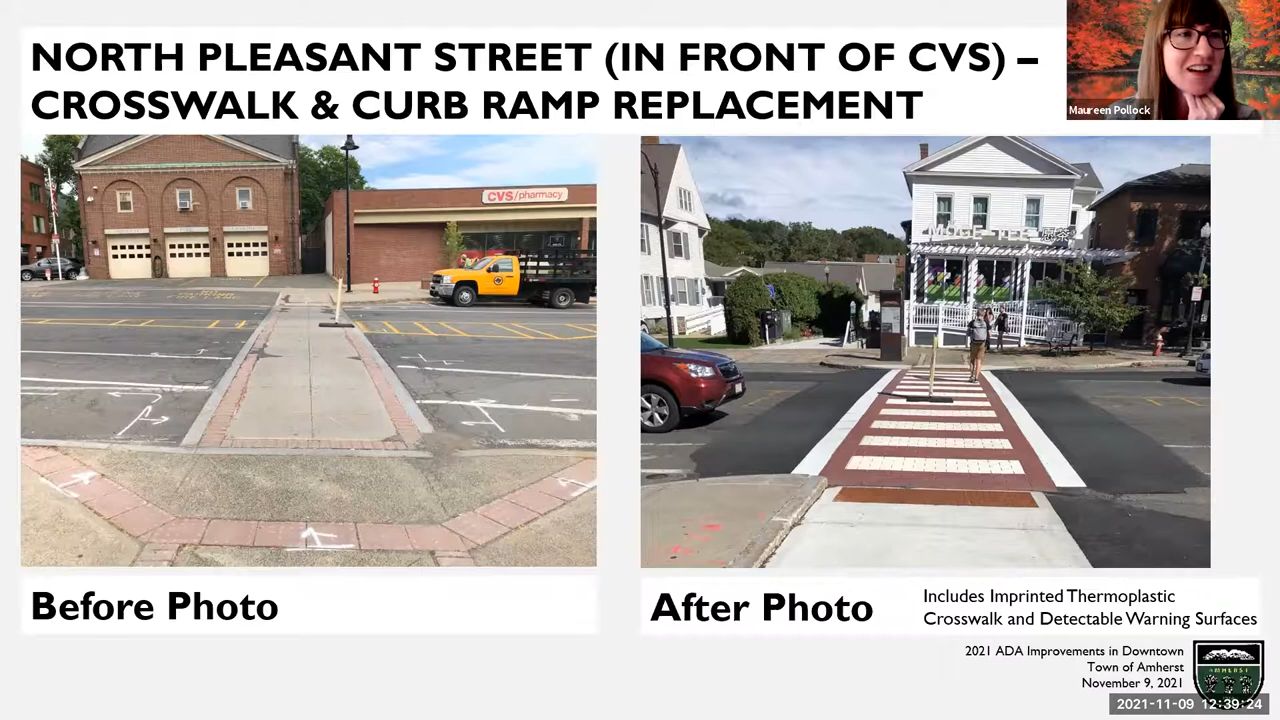 NORTH PLEASANT STREET (IN FRONT OF CVS) –
CROSSWALK & CURB RAMP REPLACEMENT
Maureen Pollock
CVS/pharmacy
Before Photo
After Photo
Includes Imprinted Thermoplastic
Crosswalk and Detectable Warning Surfaces
2021 ADA Improvements in Downtown
Town of Amherst
November 9, 2021
AMHERST
2021-11-09 12:39:24